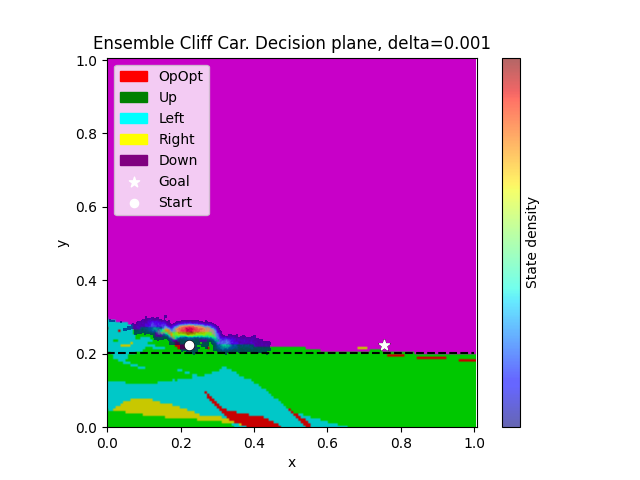 Ensemble Cliff Car. Decision plane, delta=0.001
OpOpt
Up
Left
Right
Down
Goal
Start
1.0
0.8
0.6
0.4
0.2
0.0
y
0.0
0.2
0.4
0.6
0.8
1.0
x
State density